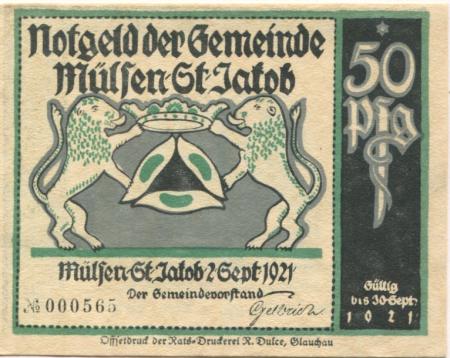 Notgeld der Gemeinde
Mülsen-St. Jakob
50
Pfg
Mülsen-St. Jakob 2 Sept 1921
Der Gemeindevorstand
№ 000565
Gültig
bis 30 Sept.
1921
Offsetdruck der Rats-Druckerei R. Dulce, Glauchau